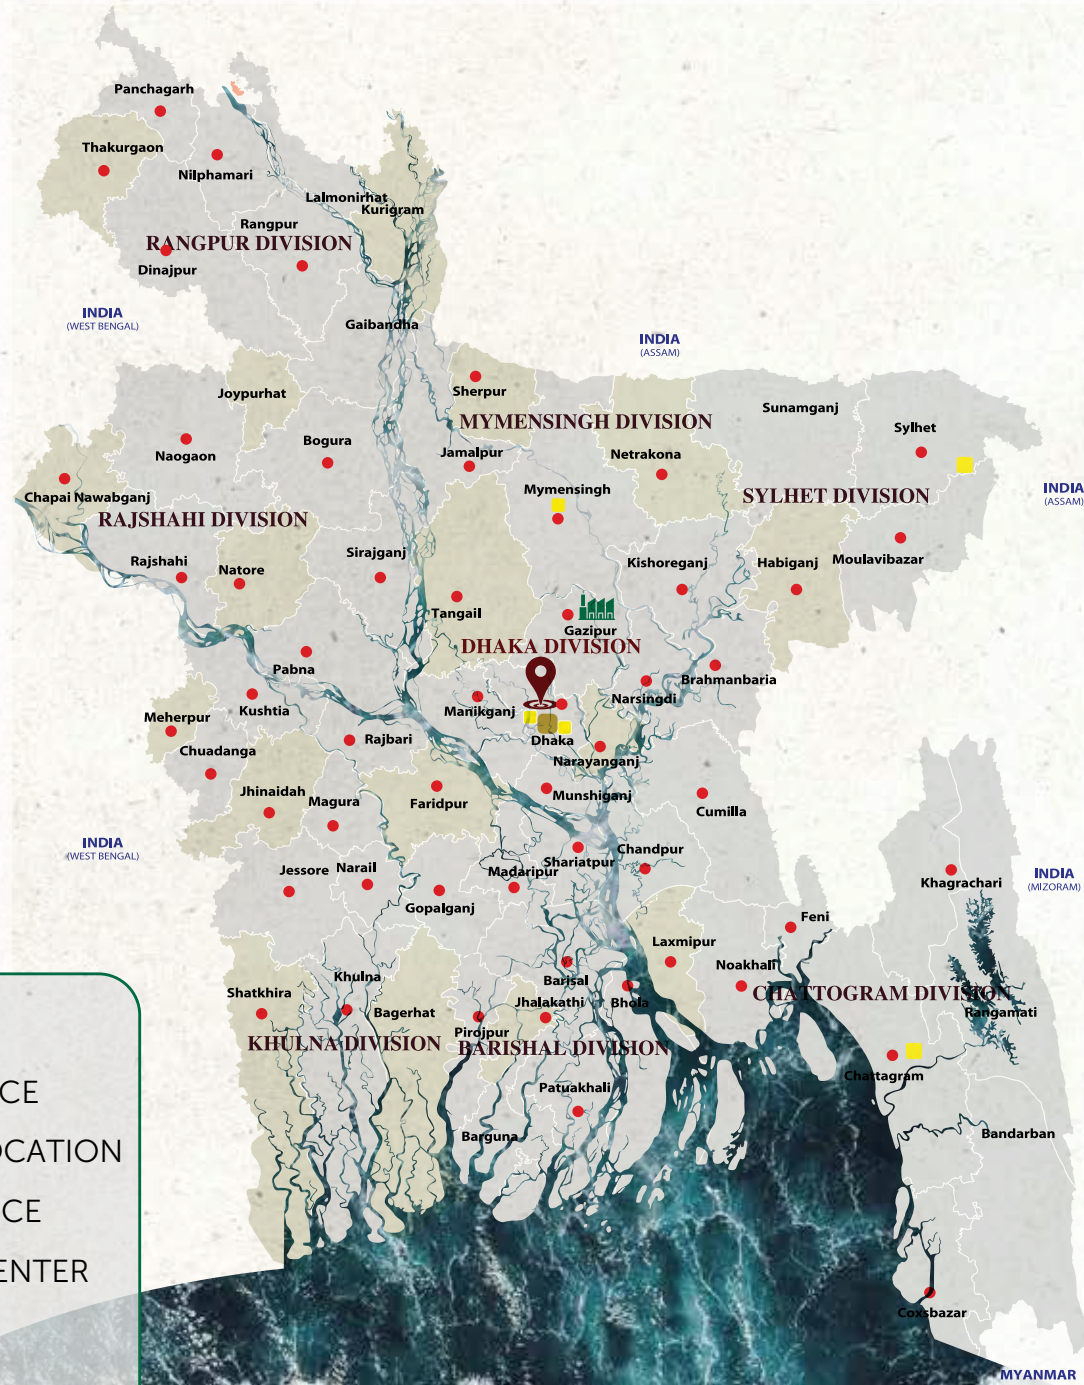 Panchagarh
Thakurgaon
Nilphamari
Lalmonirhat
Kurigram
Rangpur
RANGPUR DIVISION
Dinajpur
INDIA
(WEST BENGAL)
Gaibandha
INDIA
(ASSAM)
Joypurhat
Sherpur
Sunamganj
MYMENSINGH DIVISION
Sylhet
Bogura
Naogaon
Jamalpur
Netrakona
Mymensingh
INDIA
(ASSAM)
Chapai Nawabganj
SYLHET DIVISION
RAJSHAHI DIVISION
Sirajganj
Rajshahi
Natore
Kishoreganj
Habiganj
Moulavibazar
Tangail
Gazipur
DHAKA DIVISION
Pabna
Brahmanbaria
Narsingdi
Kushtia
Manikganj
Meherpur
Rajbari
Dhaka
Chuadanga
Narayanganj
Jhinaidah
Magura
Faridpur
Munshiganj
Cumilla
INDIA
(WEST BENGAL)
Chandpur
Shariatpur
Jessore
Narail
Madaripur
Gopalganj
Khagrachari
INDIA
(MIZORAM)
Feni
Laxmipur
Noakhali
Khulna
Barisal
Shatkhira
CHATTOGRAM DIVISION
Bagerhat
Jhalakathi
Bhola
Rangamati
Pirojpur
KHULNA DIVISION
BARISHAL DIVISION
Chattagram
Patuakhali
Barguna
Bandarban
CE
OCATION
CE
ENTER
Coxsbazar
MYANMAR